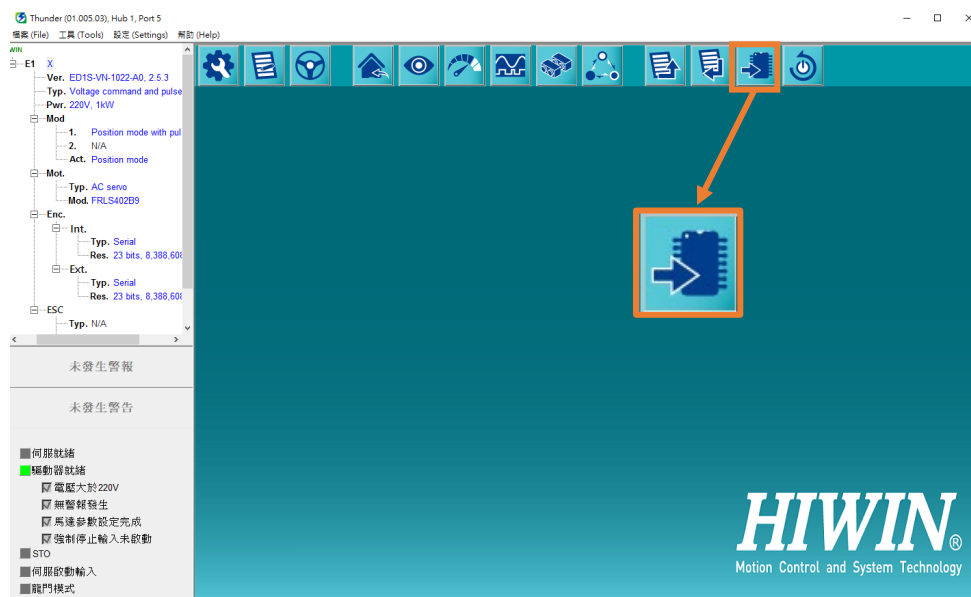 Thunder (01.005.03), Hub 1, Port 5
檔案 (File) 工具 (Tools) 設定 (Settings) 幫助 (Help)
WIN
E1 X
Ver. ED1S-VN-1022-A0, 2.5.3
Typ. Voltage command and pulse
Pwr. 220V, 1kW
Mod
1. Position mode with pul
2. N/A
Act. Position mode
Mot.
Typ. AC servo
Mod. FRLS402B9
Enc.
Int.
Typ. Serial
Res. 23 bits, 8,388,608
Ext.
Typ. Serial
Res. 23 bits, 8,388,608
ESC
Typ. N/A
未發生警報
未發生警告
伺服就緒
驅動器就緒
電壓大於220V
無警報發生
馬達參數設定完成
強制停止輸入未啟動
STO
伺服啟動輸入
龍門模式
HIWIN®
Motion Control and System Technology